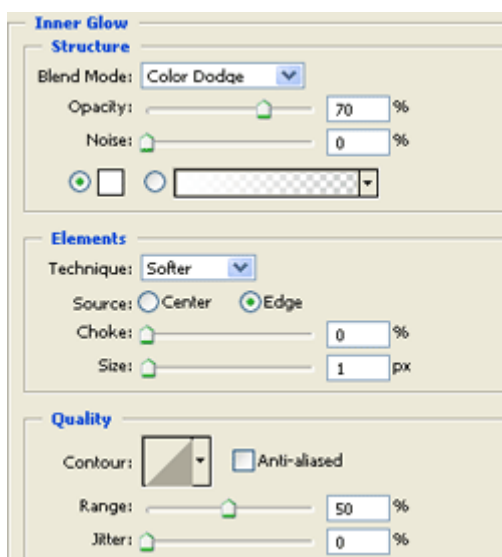 Inner Glow
Structure
Blend Mode: Color Dodge
Opacity: 70 %
Noise: 0 %
Elements
Technique: Softer
Source: Center Edge
Choke: 0 %
Size: 1 px
Quality
Contour: Anti-aliased
Range: 50 %
Jitter: 0 %